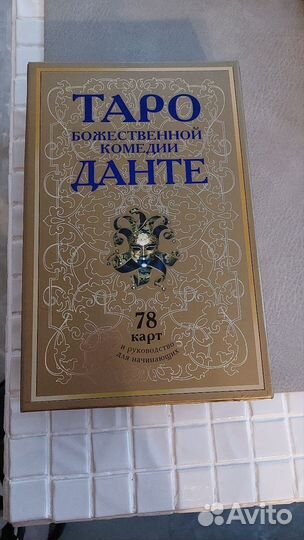 ТАРО
БОЖЕСТВЕННОЙ
КОМЕДИИ
ДАНТЕ
78
карт
и руководство
для начинающих
Avito